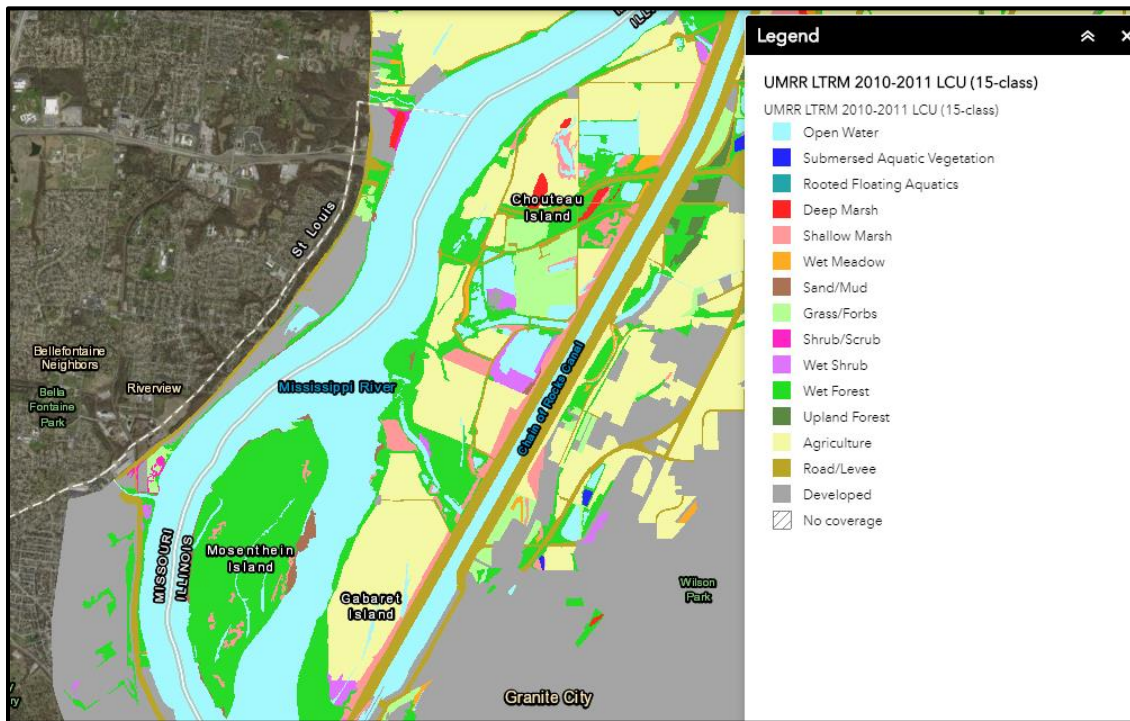 MISSOURI
ILLINOIS
St Louis
Chouteau
Island
Bellefontaine
Neighbors
Riverview
Bella
Fontaine
Park
Mississippi River
Chain of Rocks Canal
MISSOURI
ILLINOIS
Mosenthein
Island
Gabaret
Island
Wilson
Park
Granite City
Legend
UMRR LTRM 2010-2011 LCU (15-class)
UMRR LTRM 2010-2011 LCU (15-class)
Open Water
Submersed Aquatic Vegetation
Rooted Floating Aquatics
Deep Marsh
Shallow Marsh
Wet Meadow
Sand/Mud
Grass/Forbs
Shrub/Scrub
Wet Shrub
Wet Forest
Upland Forest
Agriculture
Road/Levee
Developed
No coverage